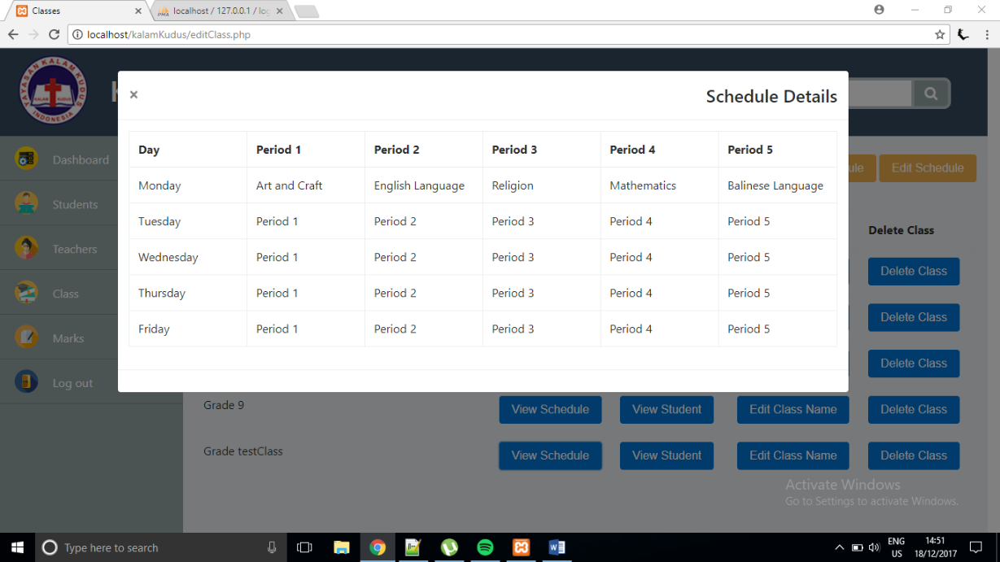 Classes
localhost / 127.0.0.1 / log
localhost/kalamKudus/editClass.php
YAYASAN KALAM KUDUS
KALAM KUDUS
INDONESIA
K
Schedule Details
Day Period 1 Period 2 Period 3 Period 4 Period 5
Monday Art and Craft English Language Religion Mathematics Balinese Language
Tuesday Period 1 Period 2 Period 3 Period 4 Period 5
Wednesday Period 1 Period 2 Period 3 Period 4 Period 5
Thursday Period 1 Period 2 Period 3 Period 4 Period 5
Friday Period 1 Period 2 Period 3 Period 4 Period 5
Dashboard
Students
Teachers
Class
Marks
Log out
ule Edit Schedule
Delete Class
Delete Class
Delete Class
Delete Class
Grade 9 View Schedule View Student Edit Class Name Delete Class
Grade testClass View Schedule View Student Edit Class Name Delete Class
Activate Windows
Go to Settings to activate Windows.
Type here to search
ENG
US
14:51
18/12/2017